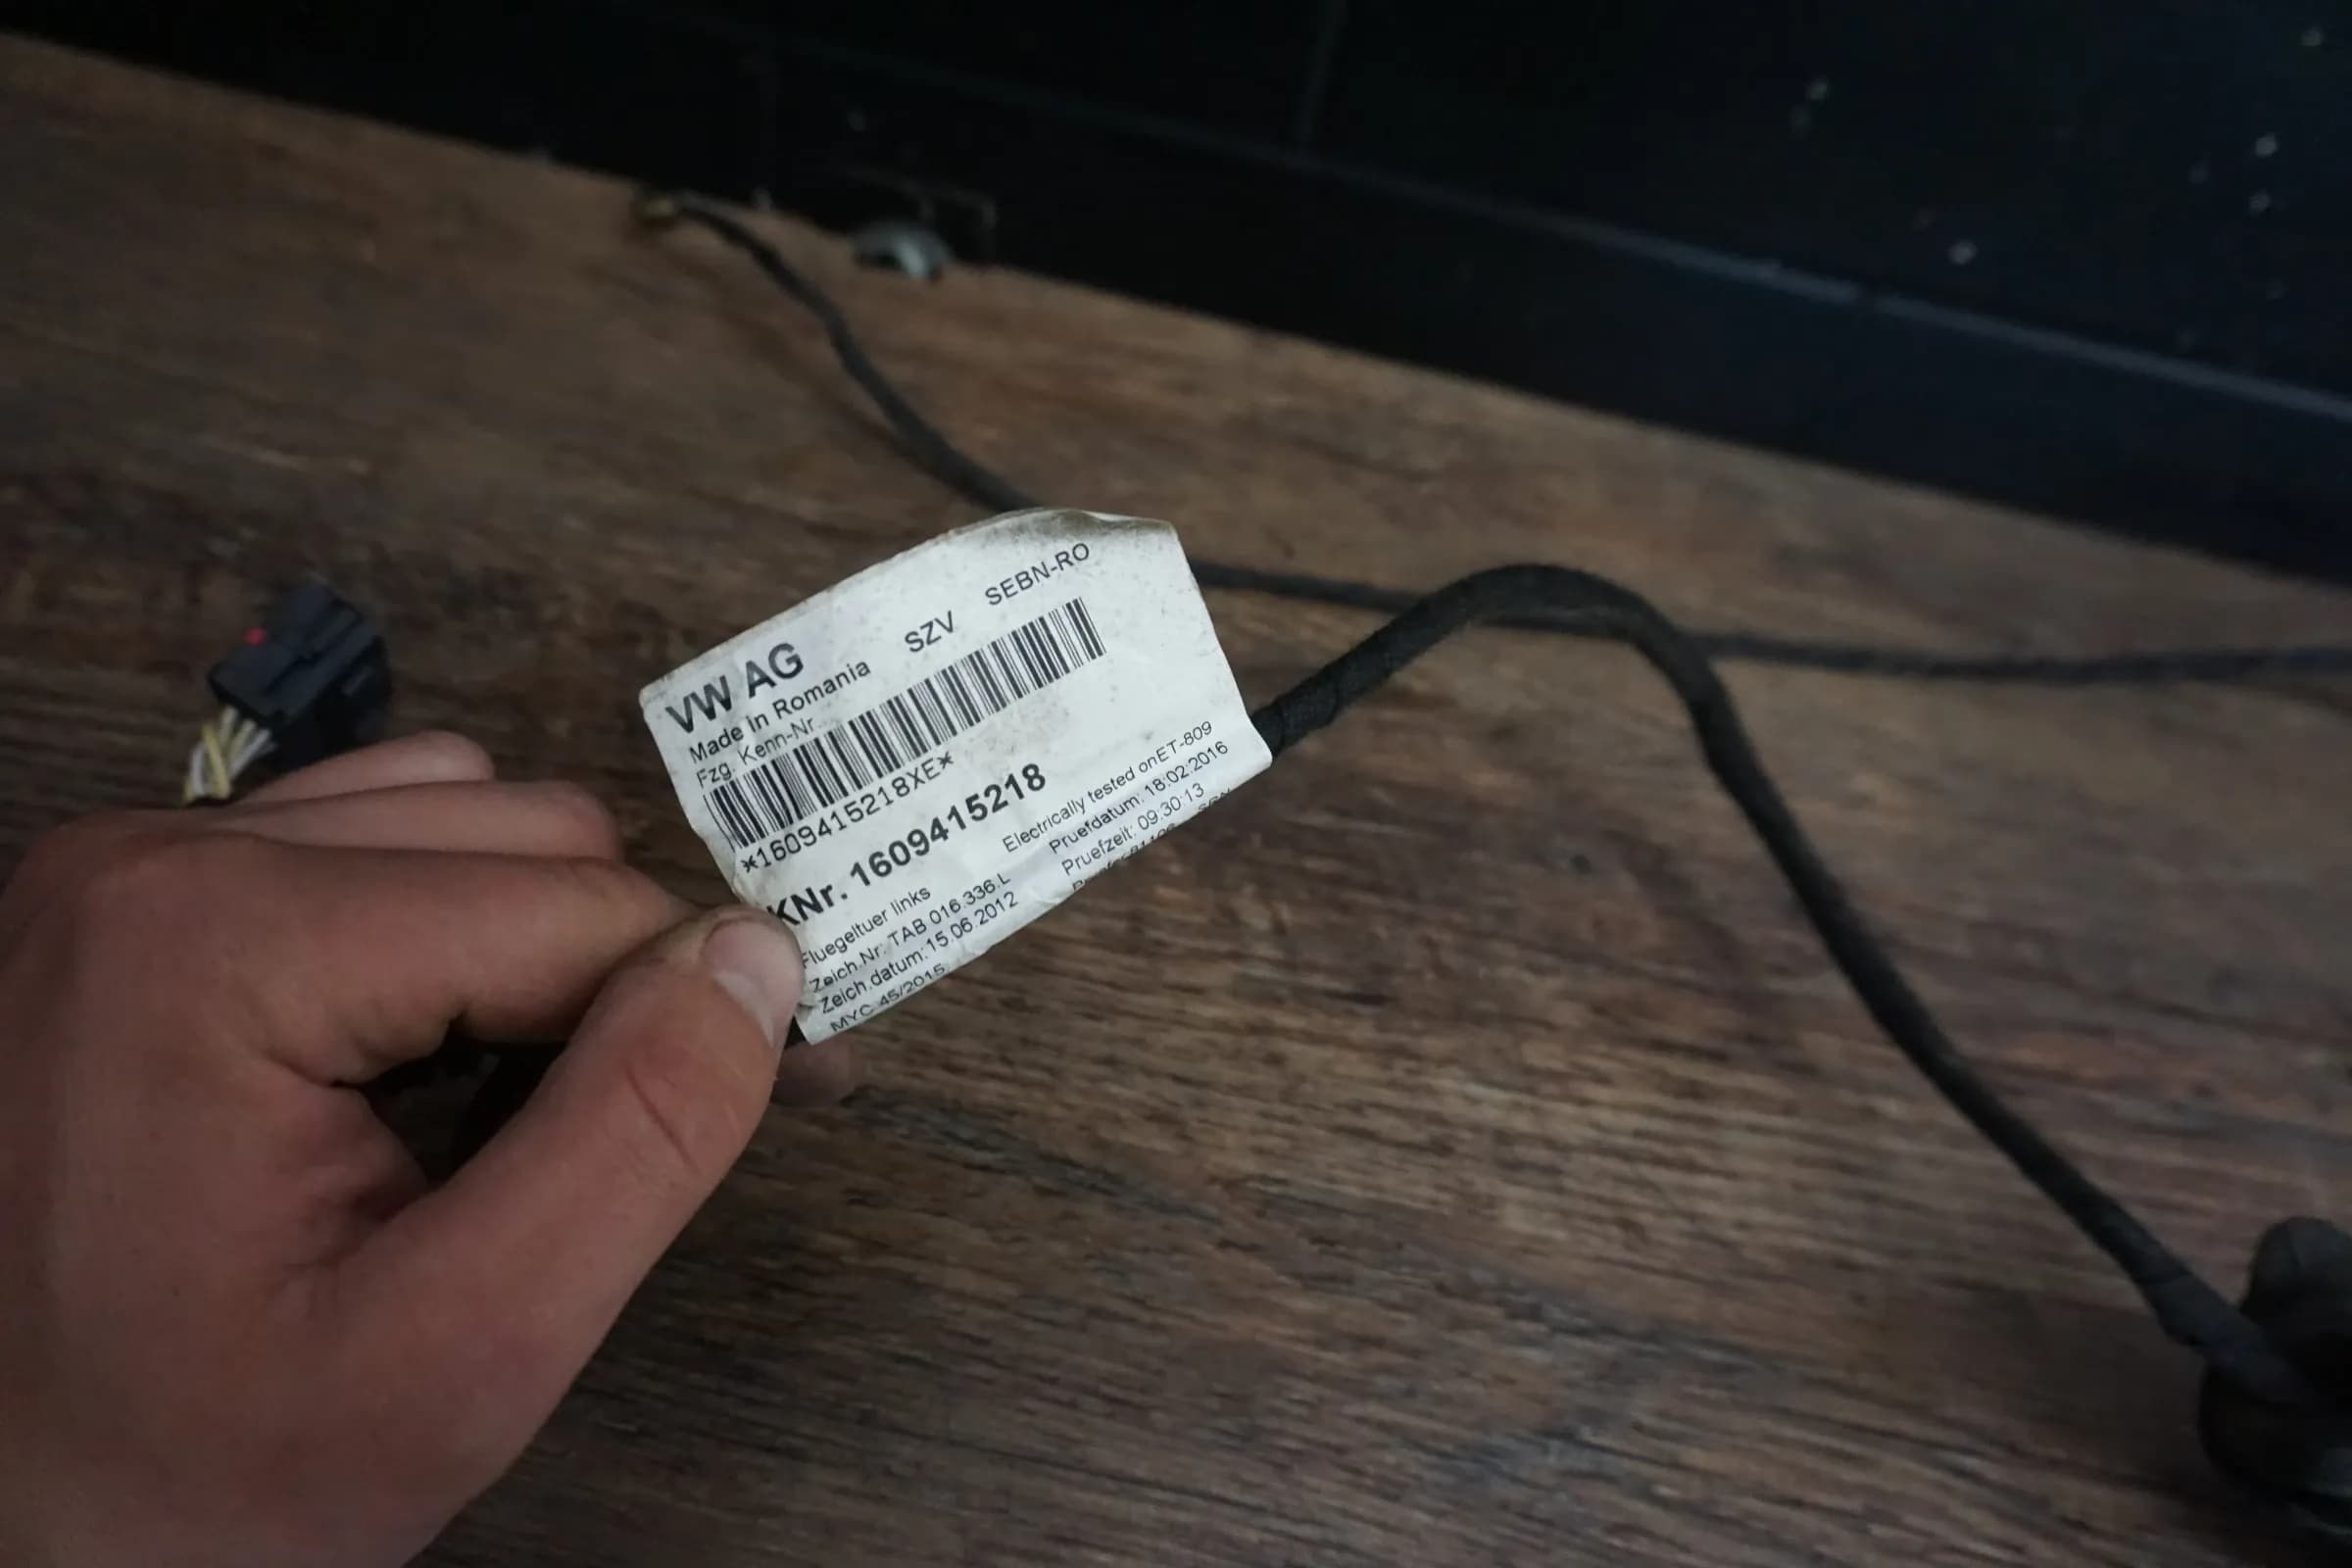 VW AG
Made in Romania SZV SEBN-RO
Fzg. Kenn-Nr.
*1609415218XE*
KNr. 1609415218
Electrically tested on ET-809
Pruefdatum: 18:02:2016
Pruefzeit: 09:30:13
Fluegeltuer links
Zeich.Nr: TAB 016.336.L
Zeich.datum: 15.06.2012
MYC 45/2015